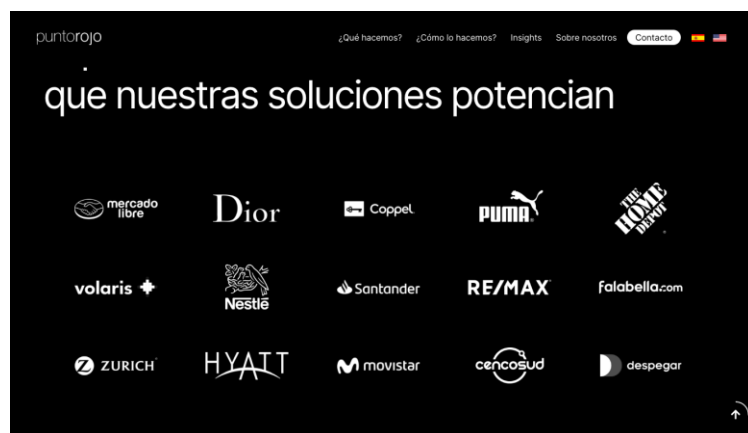 puntorojo ¿Qué hacemos? ¿Cómo lo hacemos? Insights Sobre nosotros Contacto
que nuestras soluciones potencian
mercado
libre
Dior
Coppel
PUMA
THE
HOME
DEPOT
volaris
Nestlé
Santander
RE/MAX
falabella.com
ZURICH
HYATT
movistar
cencosud
despegar